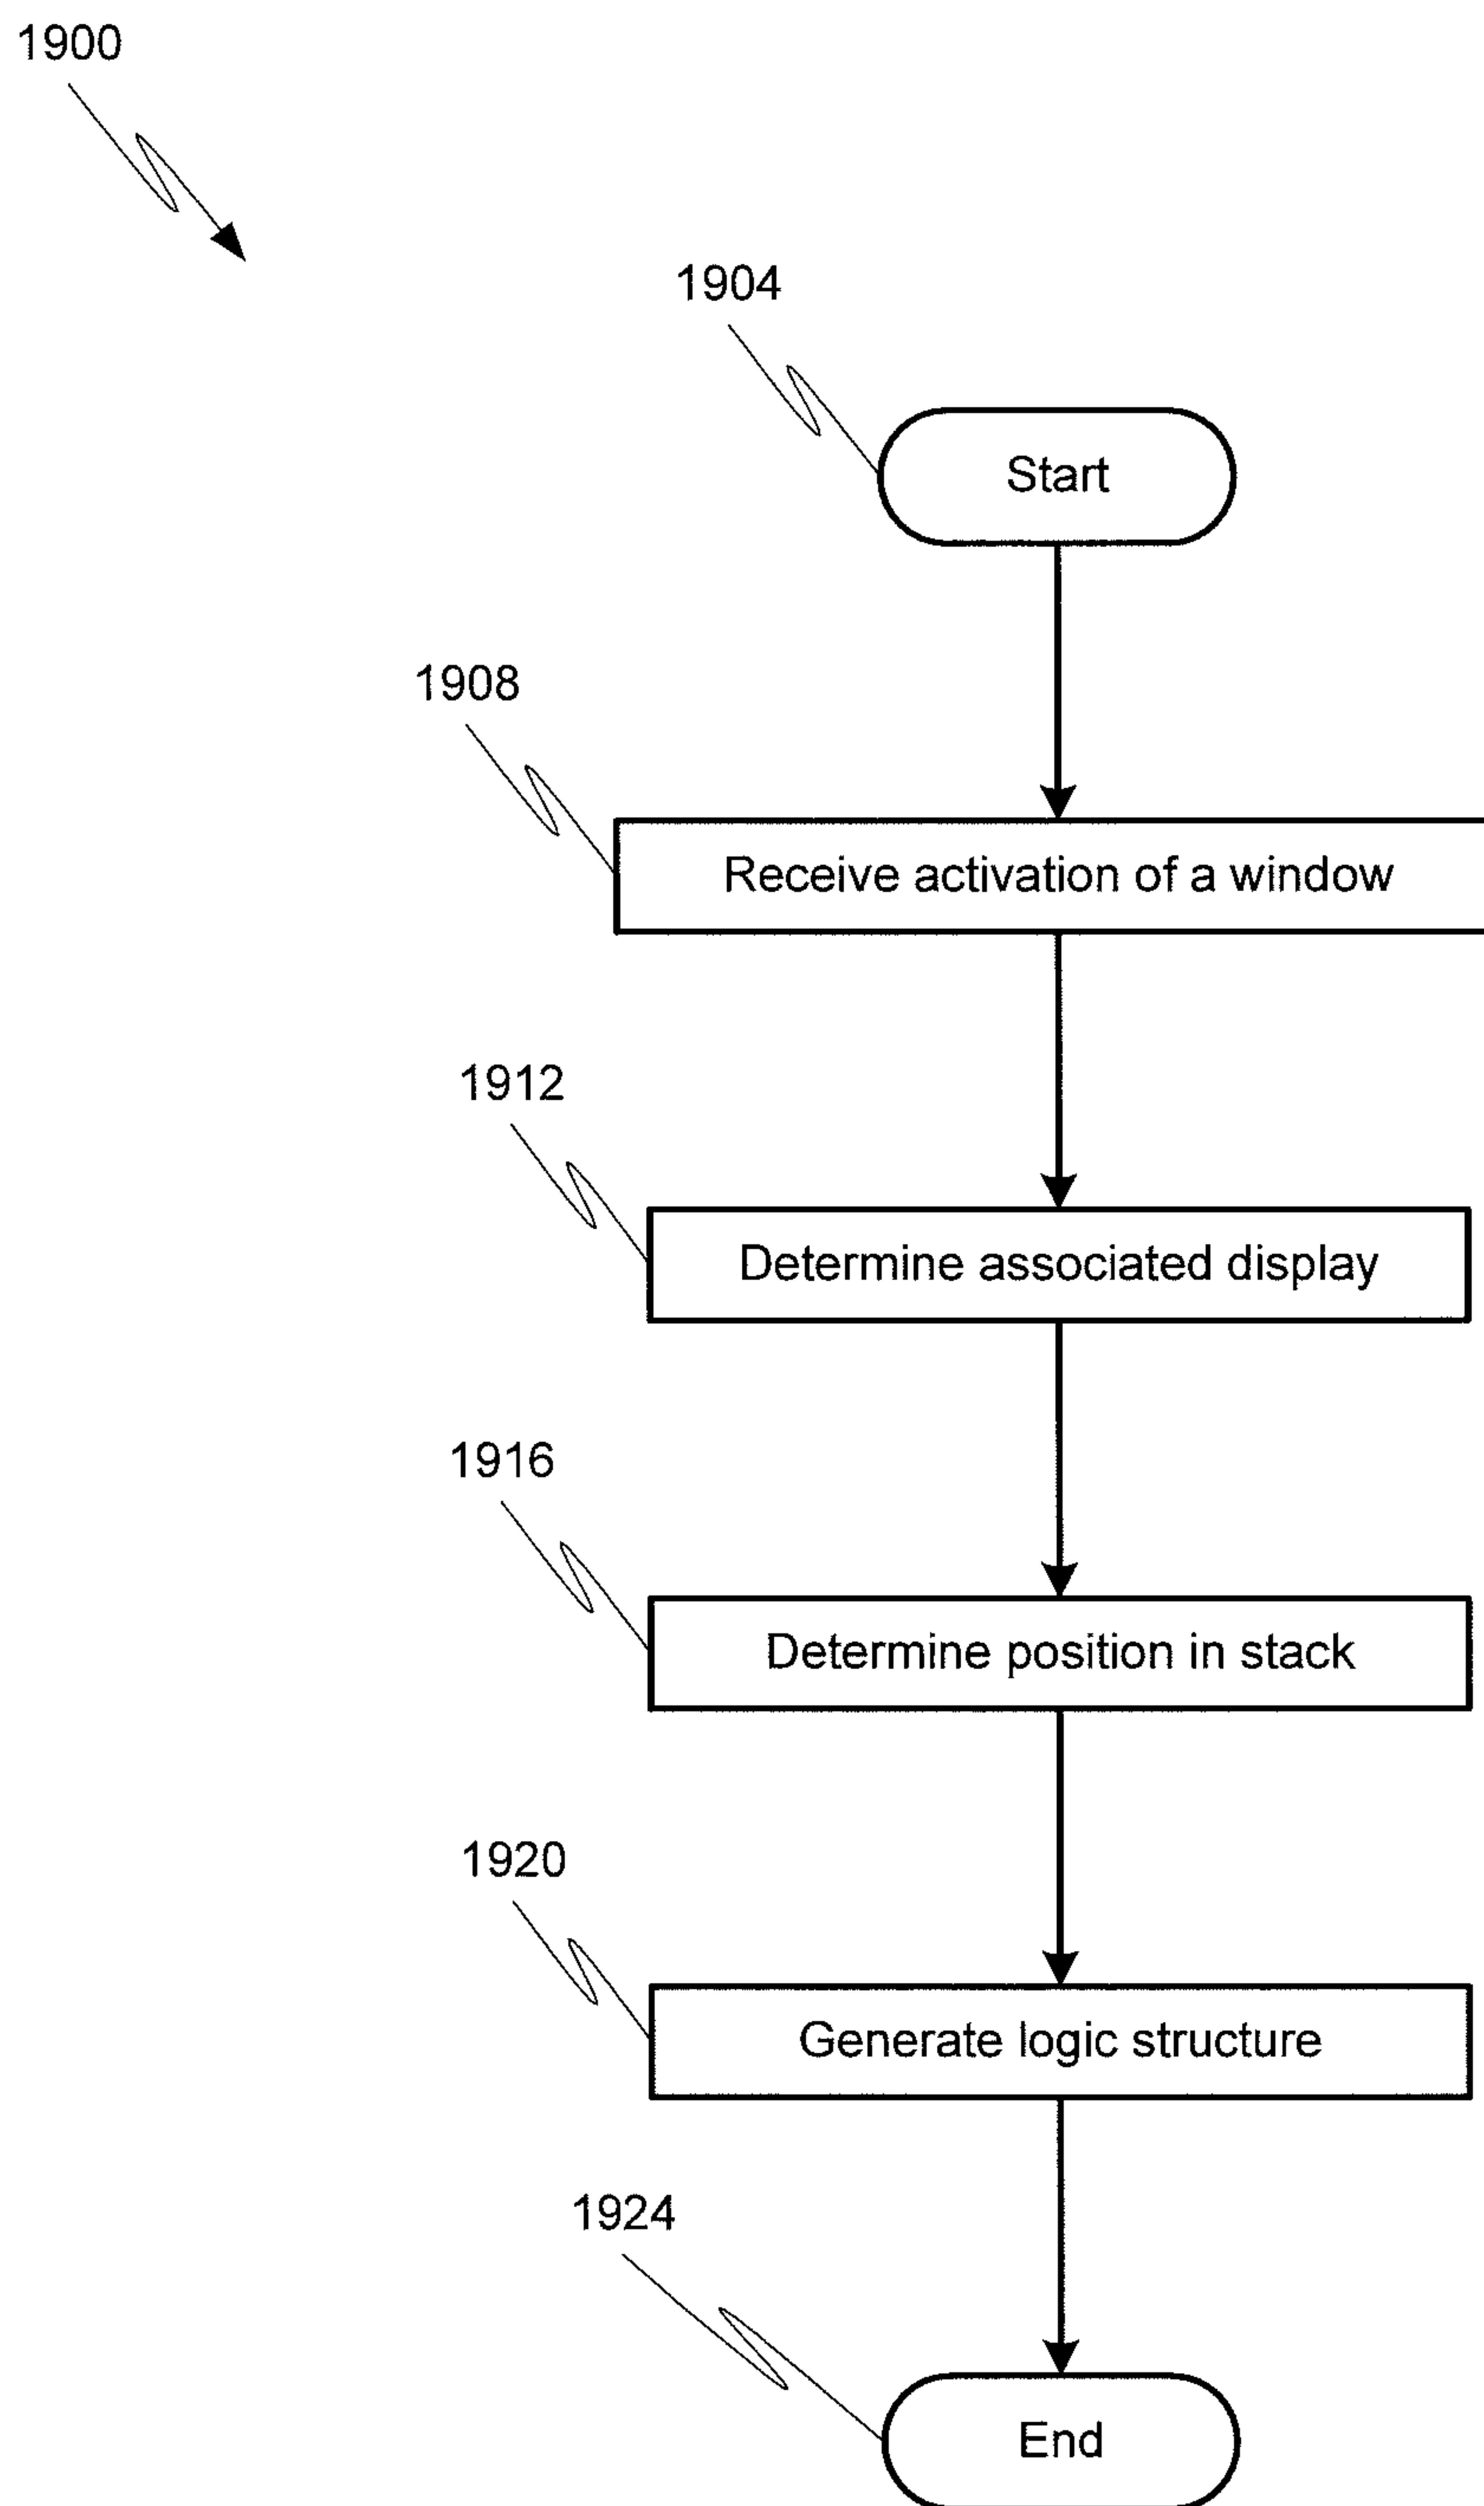 1900
1904
Start
1908
Receive activation of a window
1912
Determine associated display
1916
Determine position in stack
1920
Generate logic structure
1924
End